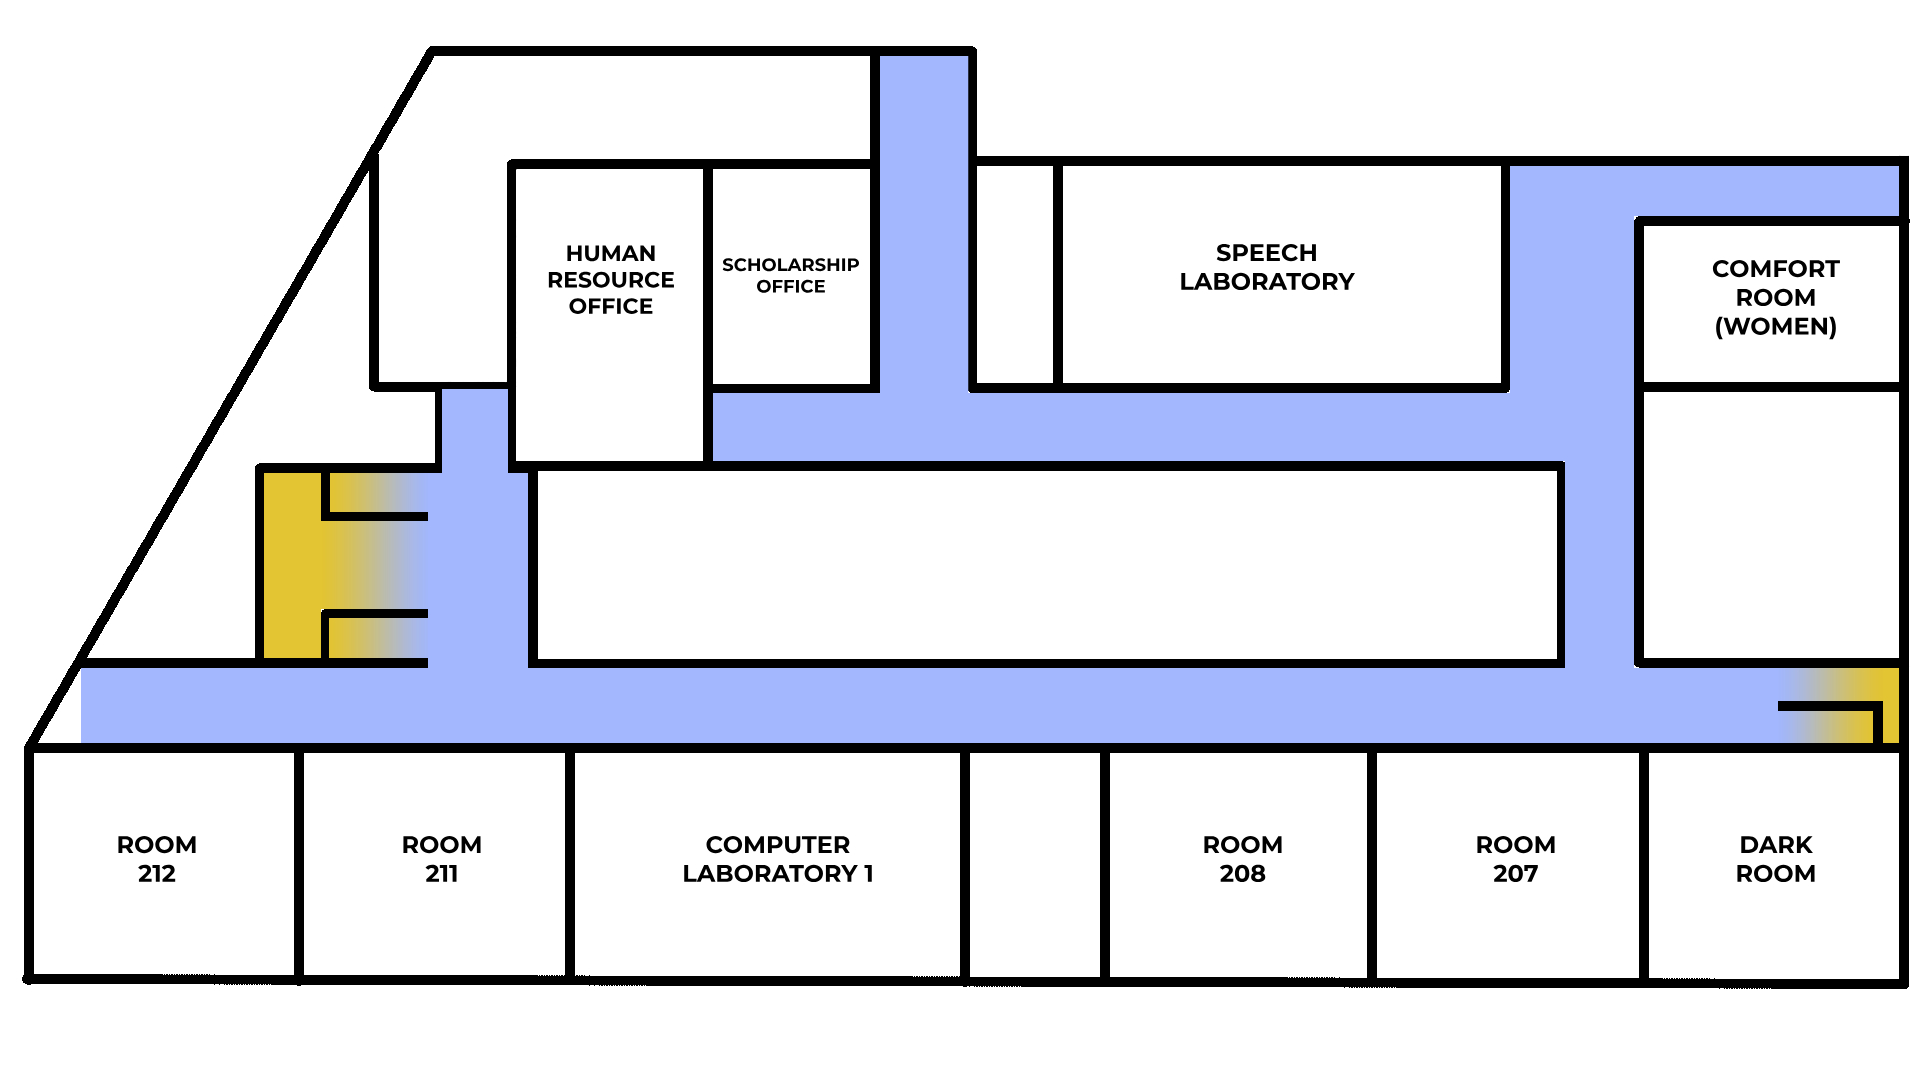 HUMAN
RESOURCE
OFFICE
SCHOLARSHIP
OFFICE
SPEECH
LABORATORY
COMFORT
ROOM
(WOMEN)
ROOM
212
ROOM
211
COMPUTER
LABORATORY 1
ROOM
208
ROOM
207
DARK
ROOM